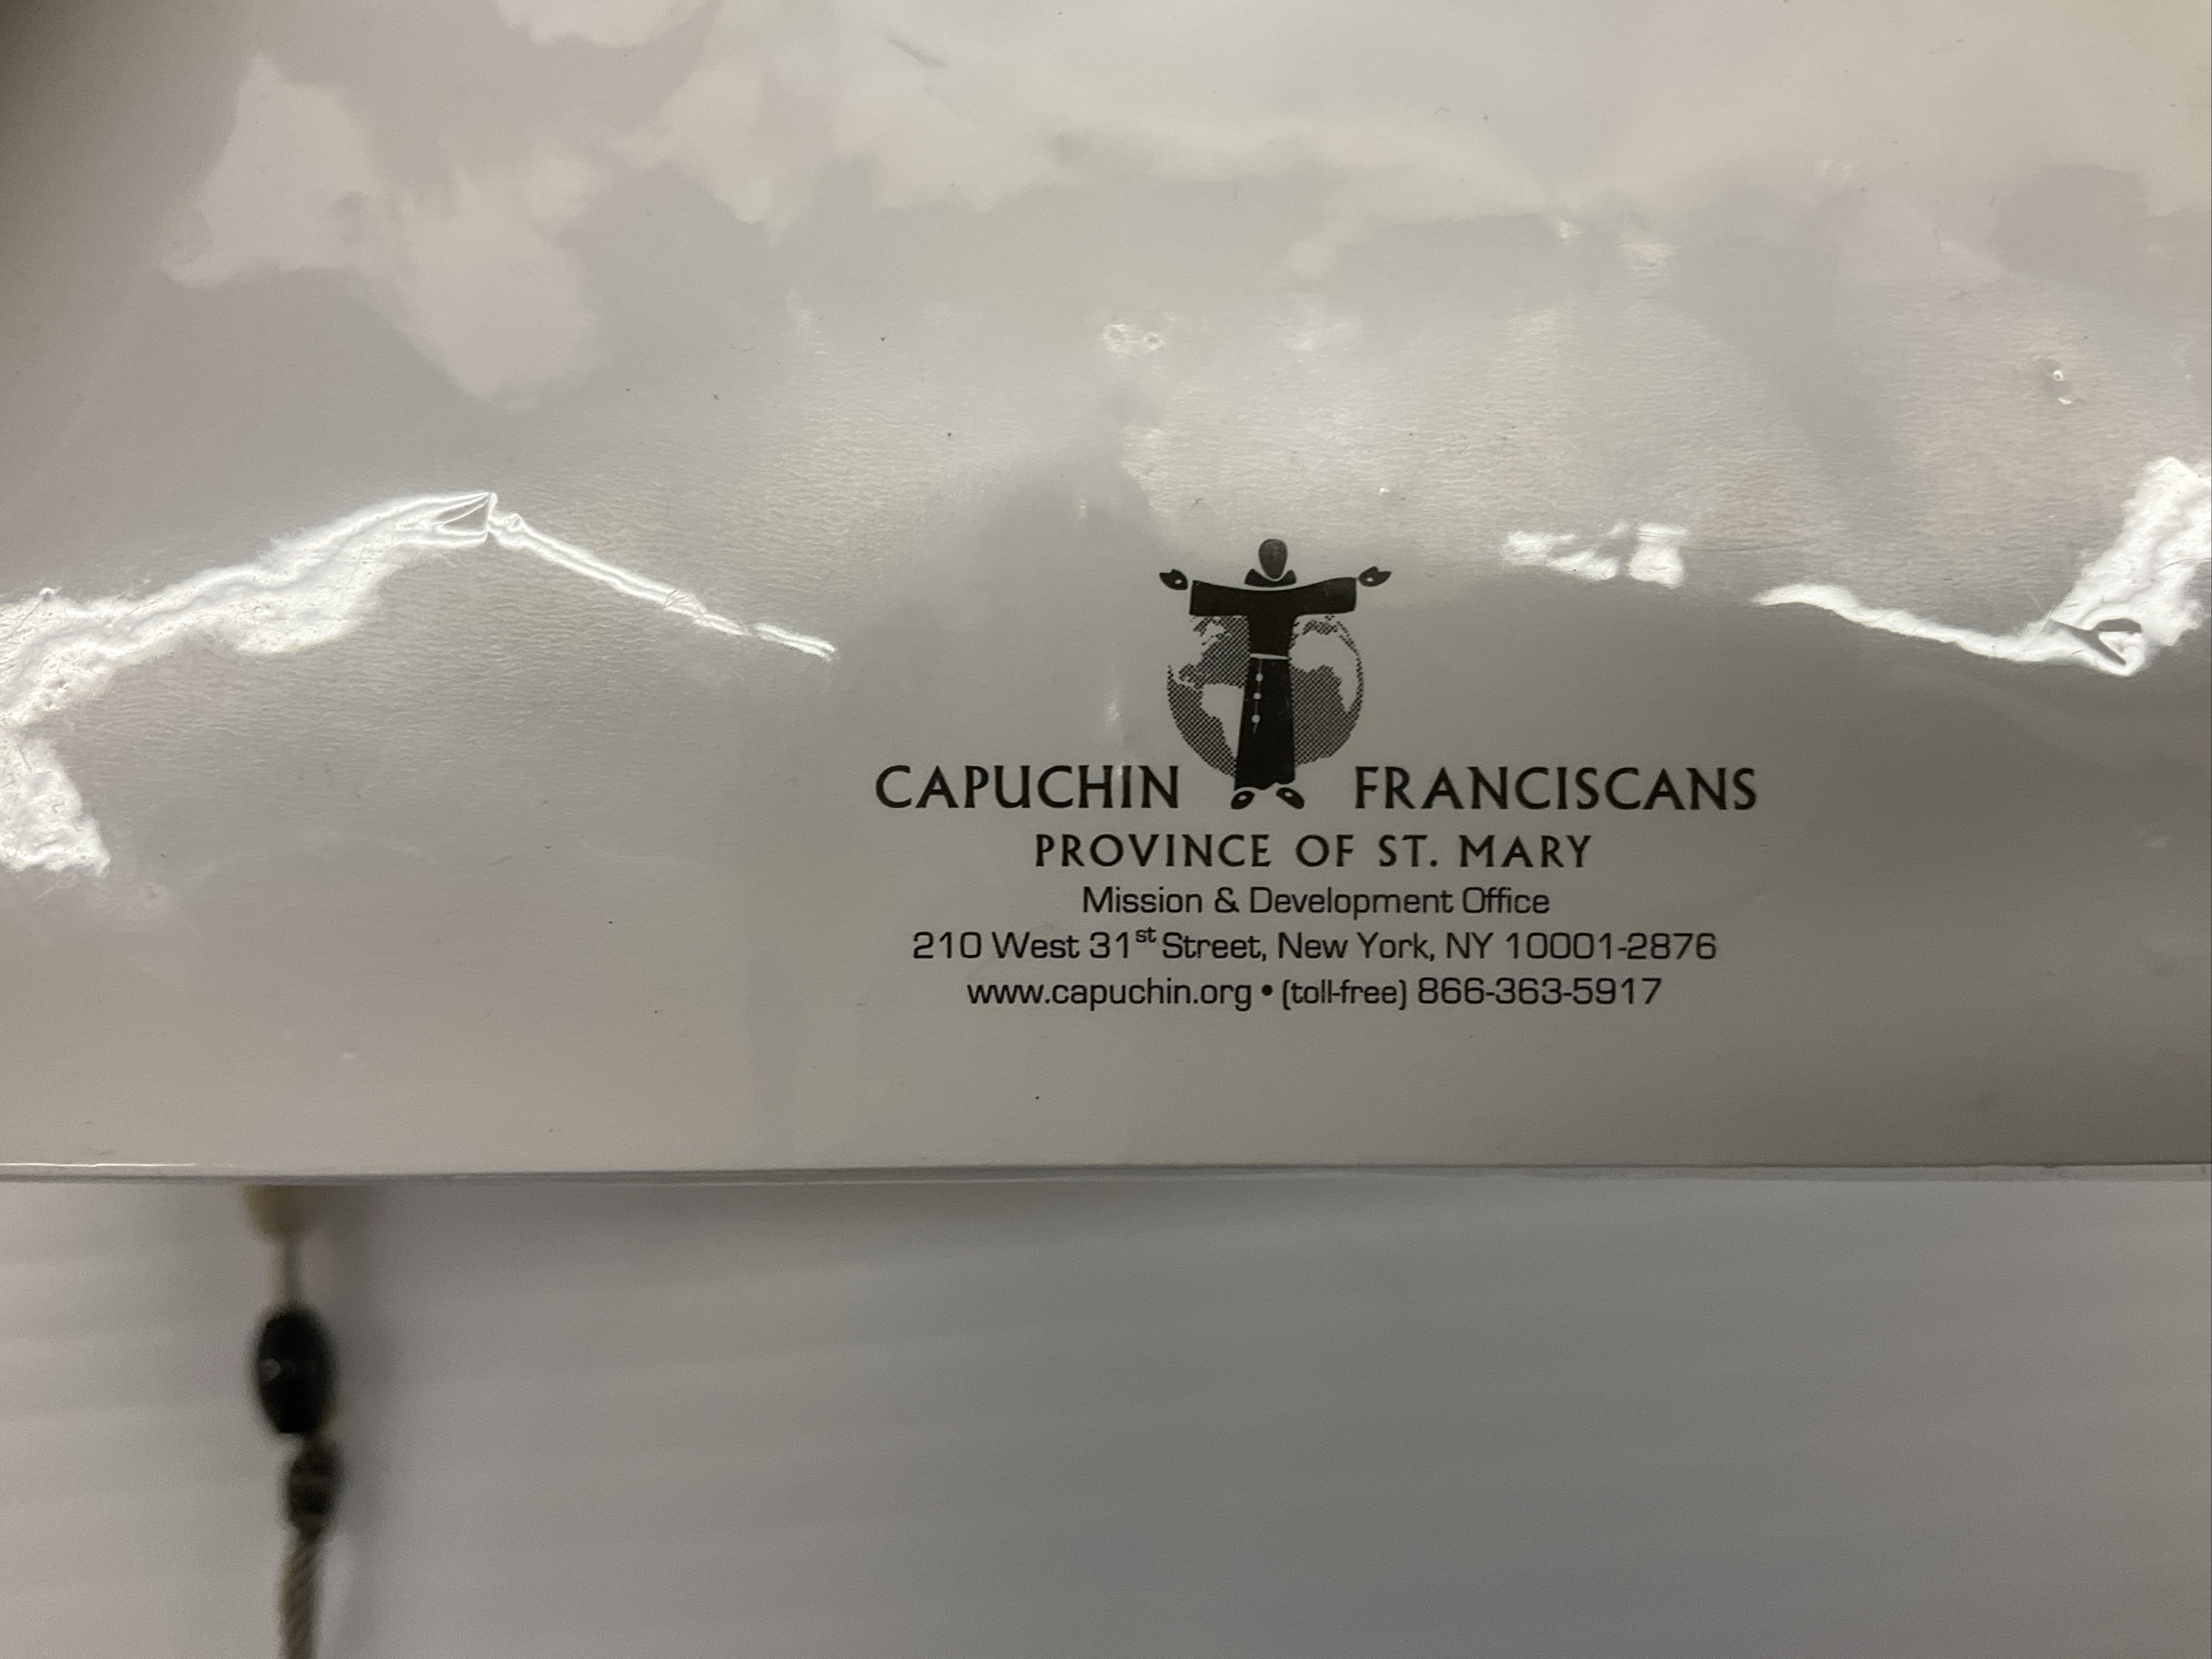 CAPUCHIN FRANCISCANS
PROVINCE OF ST. MARY
Mission & Development Office
210 West 31st Street, New York, NY 10001-2876
www.capuchin.org • (toll-free) 866-363-5917